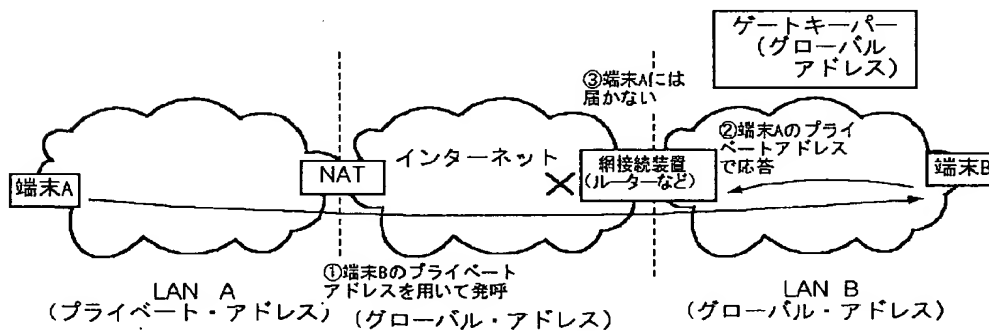 ゲートキーパー
(グローバル
アドレス)
③端末Aには
届かない
②端末Aのプライ
ベートアドレス
で応答
インターネット
端末A
NAT
網接続装置
(ルーターなど)
端末B
①端末Bのプライベート
アドレスを用いて発呼
LAN A
(プライベート・アドレス)
(グローバル・アドレス)
LAN B
(グローバル・アドレス)